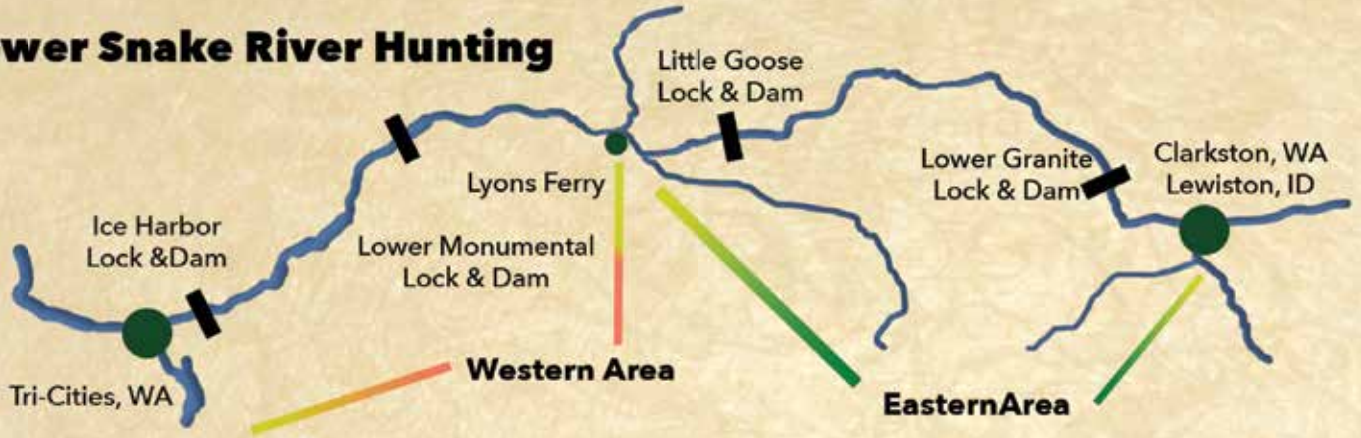 wer Snake River Hunting
Little Goose
Lock & Dam
Lower Granite
Lock & Dam
Clarkston, WA
Lewiston, ID
Lyons Ferry
Ice Harbor
Lock &Dam
Lower Monumental
Lock & Dam
Tri-Cities, WA
Western Area
EasternArea